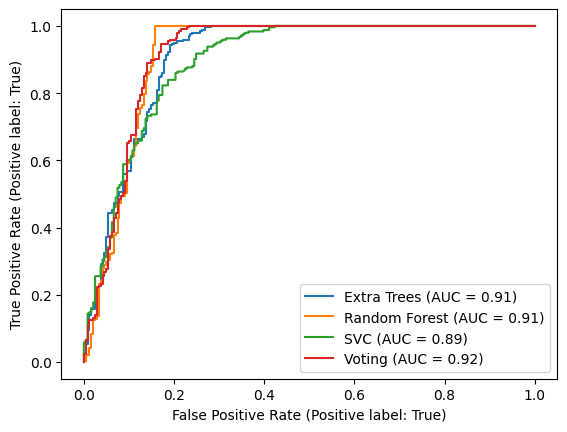 1.0
0.8
0.6
0.4
0.2
0.0
True Positive Rate (Positive label: True)
Extra Trees (AUC = 0.91)
Random Forest (AUC = 0.91)
SVC (AUC = 0.89)
Voting (AUC = 0.92)
0.0 0.2 0.4 0.6 0.8 1.0
False Positive Rate (Positive label: True)